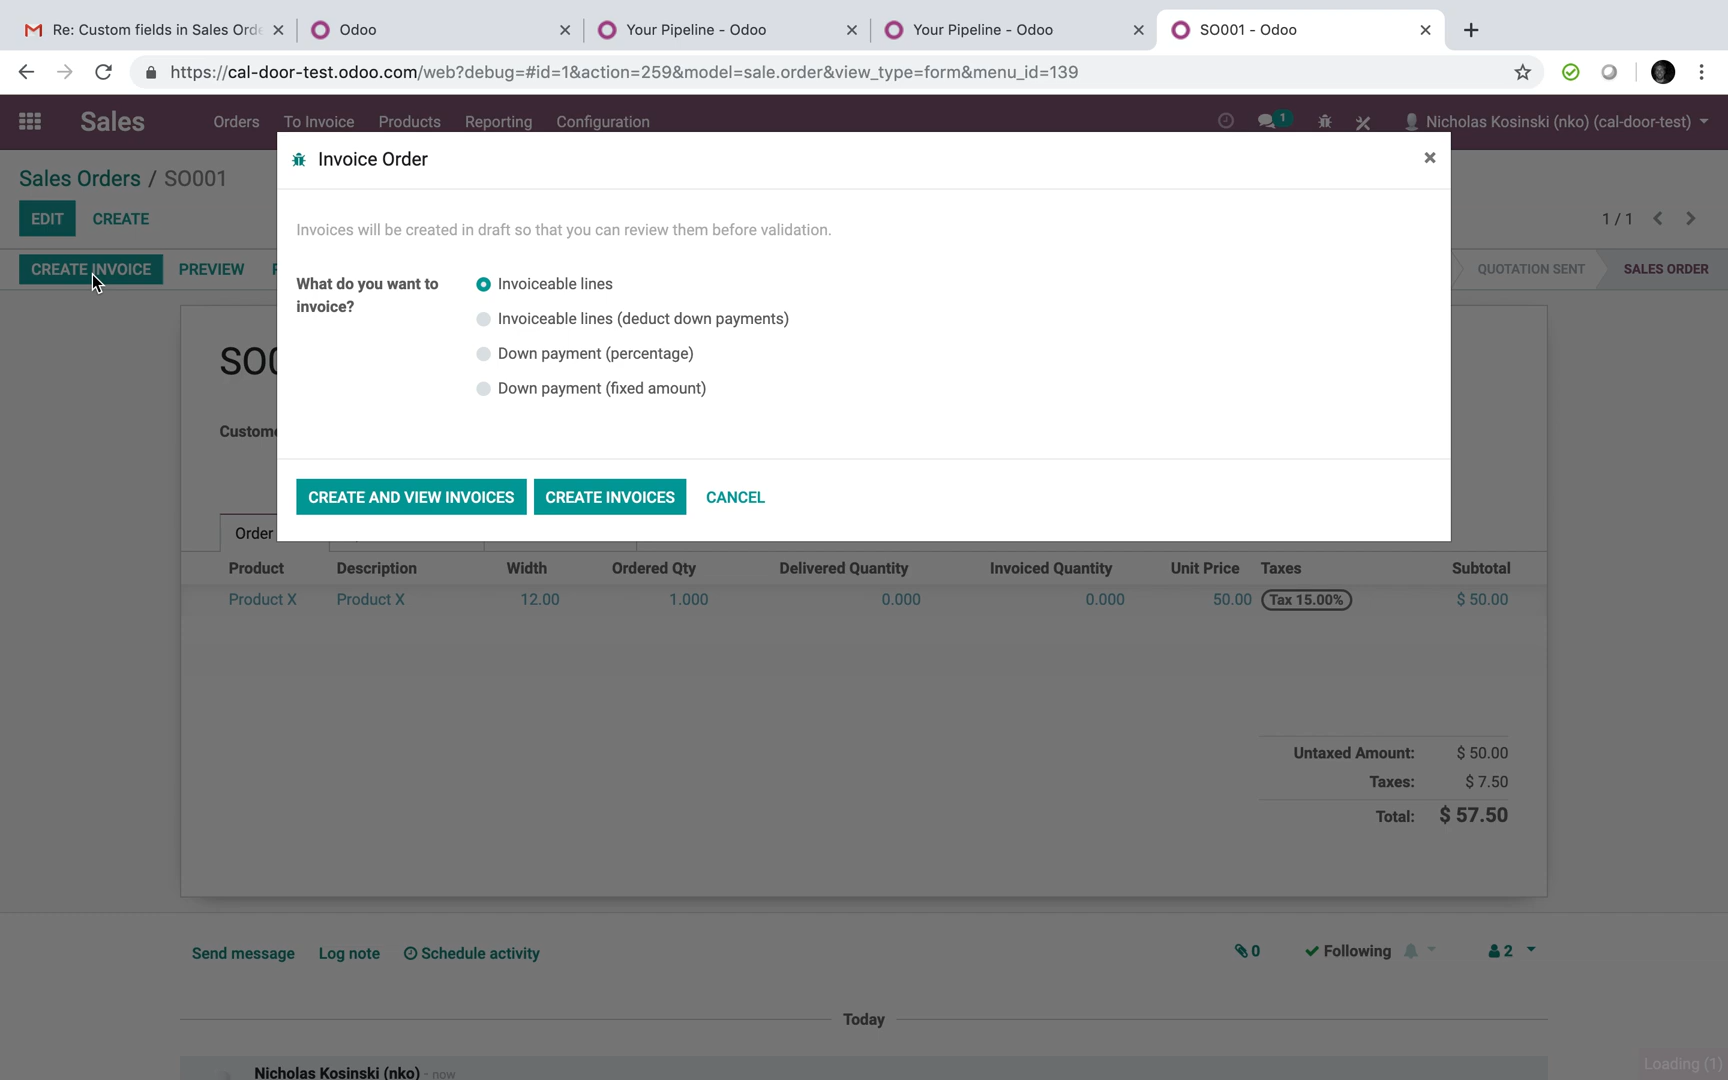 Re: Custom fields in Sales Orde
Odoo
Your Pipeline - Odoo
Your Pipeline - Odoo
SO001 - Odoo
https://cal-door-test.odoo.com/web?debug=#id=1&action=259&model=sale.order&view_type=form&menu_id=139
Sales
Orders
To Invoice
Products
Reporting
Configuration
1
Nicholas Kosinski (nko) (cal-door-test)
Invoice Order
Sales Orders / SO001
EDIT
CREATE
1 / 1
Invoices will be created in draft so that you can review them before validation.
CREATE INVOICE
PREVIEW
QUOTATION SENT
SALES ORDER
What do you want to
invoice?
Invoiceable lines
Invoiceable lines (deduct down payments)
Down payment (percentage)
Down payment (fixed amount)
SO0
Custome
CREATE AND VIEW INVOICES
CREATE INVOICES
CANCEL
Order
Product Description Width Ordered Qty Delivered Quantity Invoiced Quantity Unit Price Taxes Subtotal
Product X Product X 12.00 1.000 0.000 0.000 50.00 Tax 15.00% $ 50.00
Untaxed Amount: $ 50.00
Taxes: $ 7.50
Total: $ 57.50
Send message
Log note
Schedule activity
0
Following
2
Today
Nicholas Kosinski (nko) - now
Loading (1)